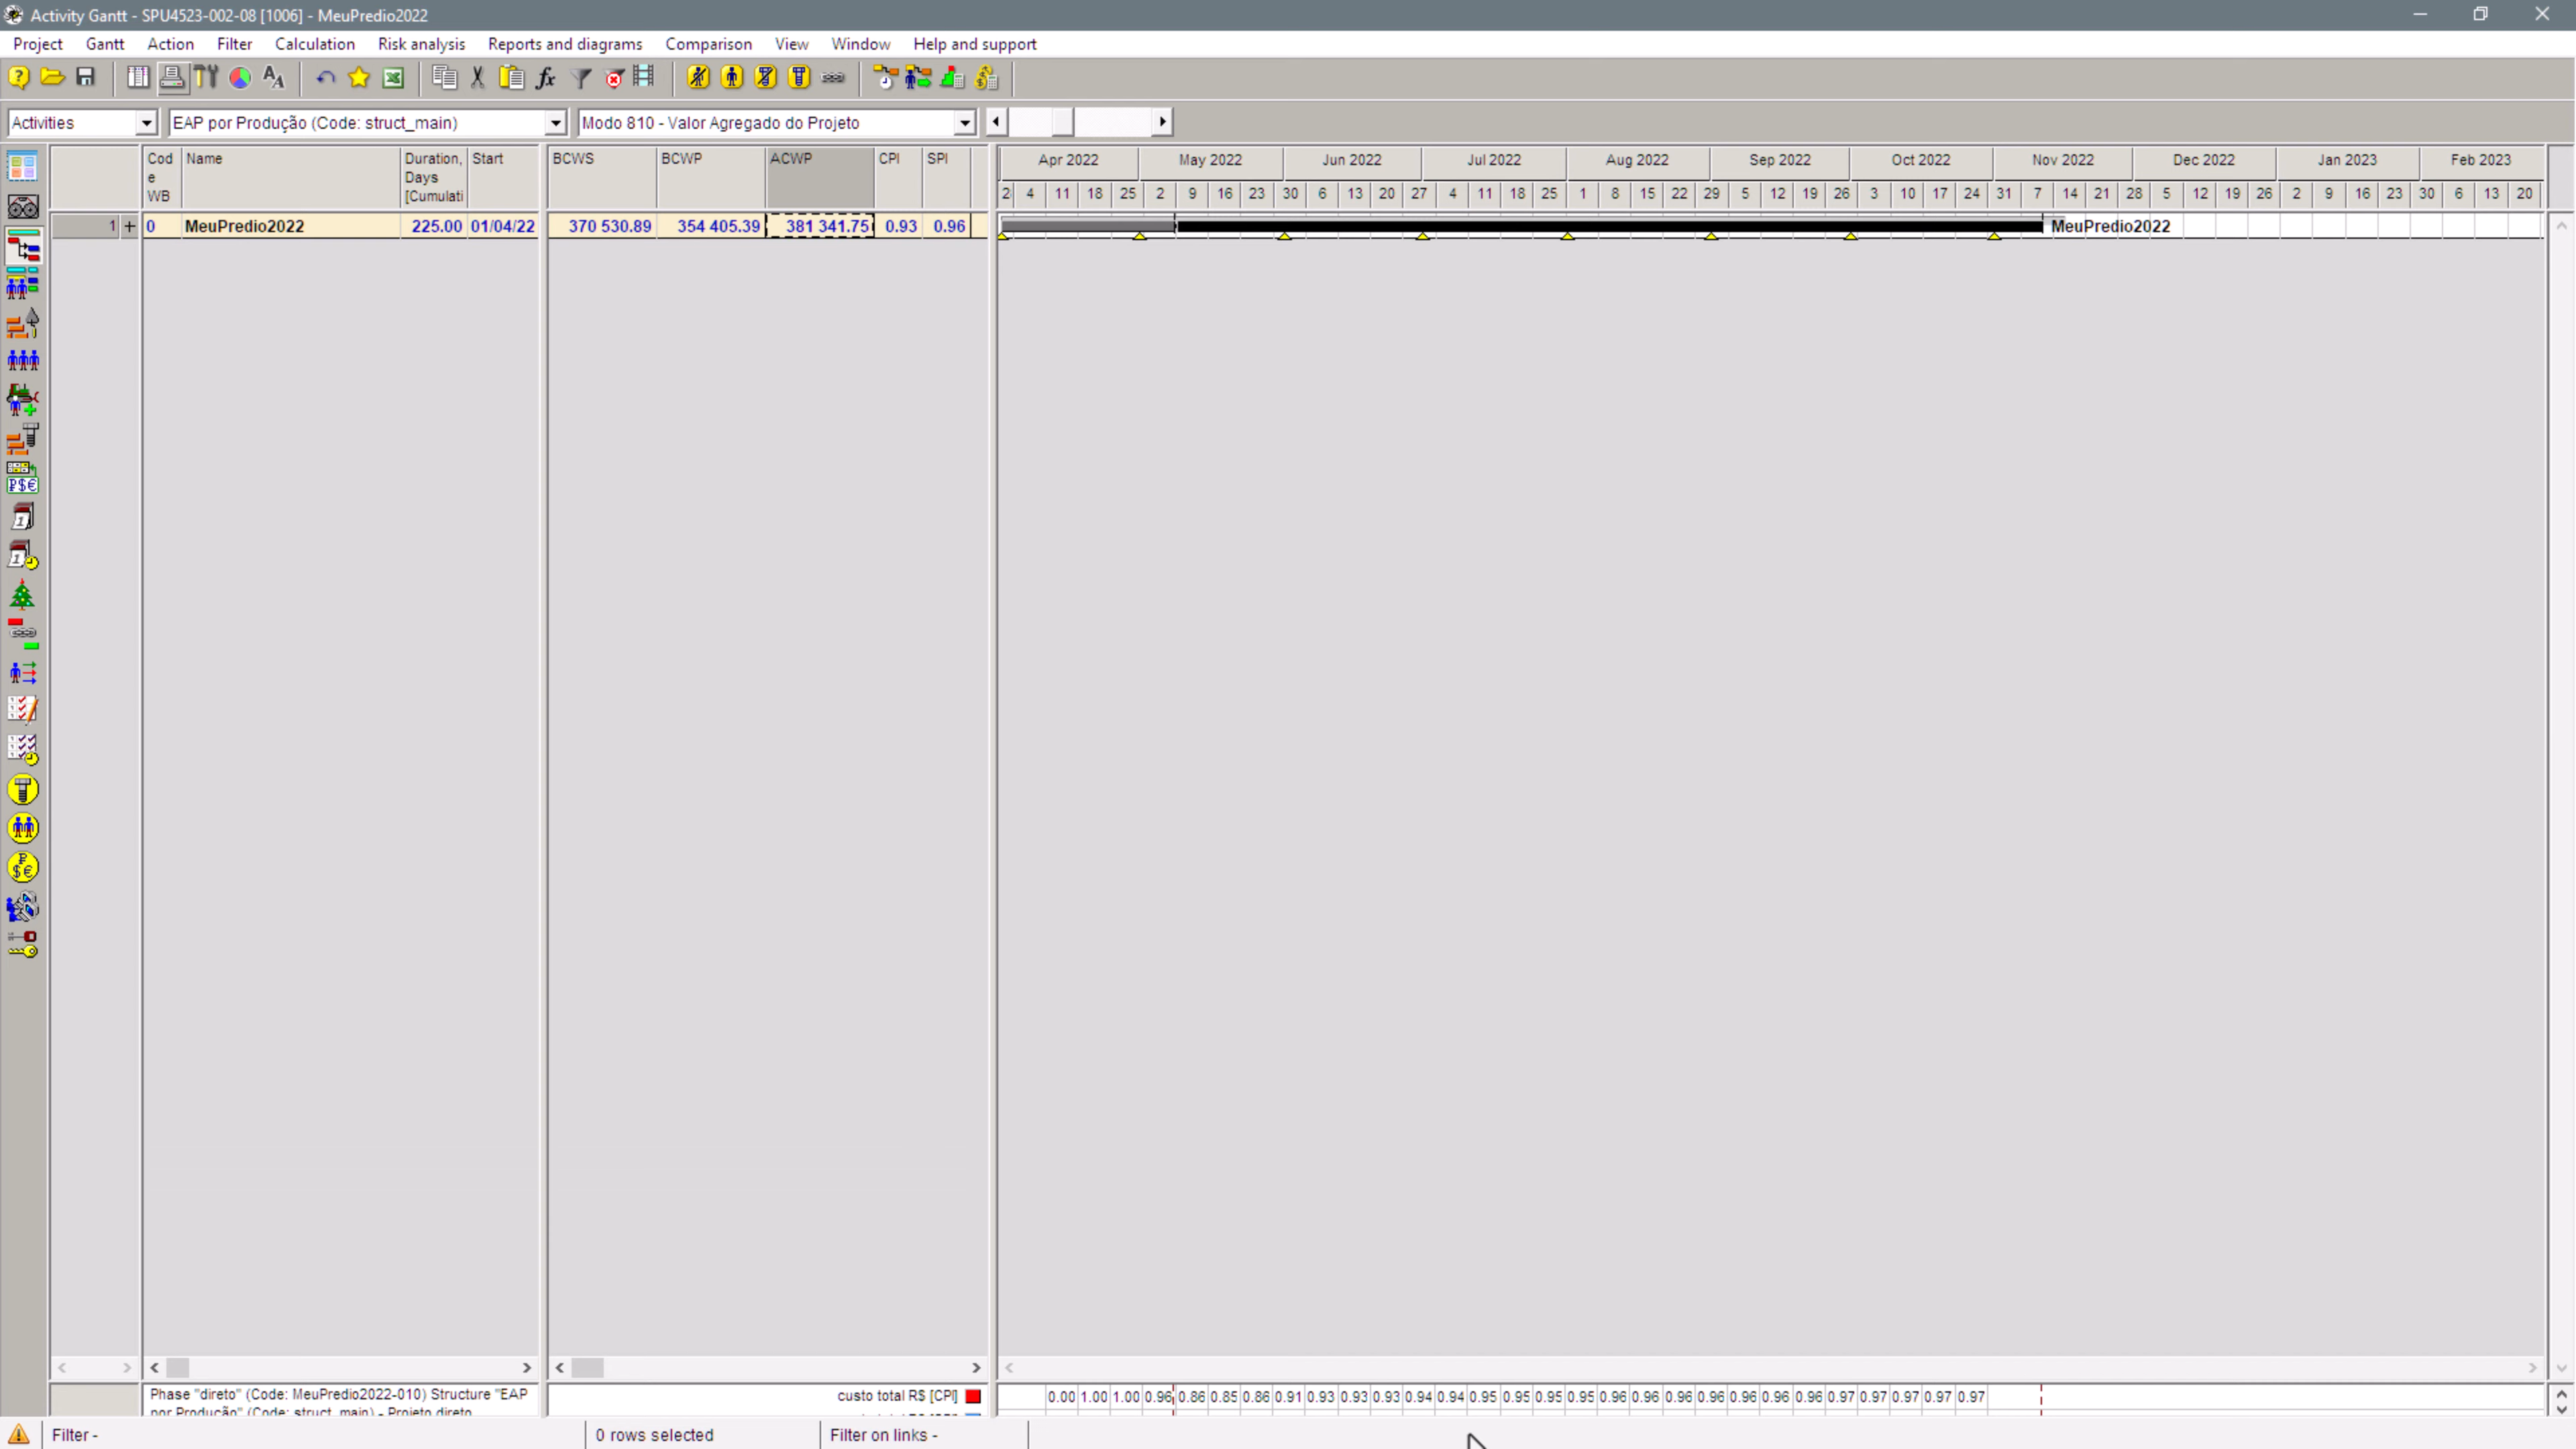 Activity Gantt - SPU4523-002-08 [1006] - MeuPredio2022
Project Gantt Action Filter Calculation Risk analysis Reports and diagrams Comparison View Window Help and support
Activities EAP por Produção (Code: struct_main) Modo 810 - Valor Agregado do Projeto
Cod e WB Name Duration, Days [Cumulati Start BCWS BCWP ACWP CPI SPI
Apr 2022 May 2022 Jun 2022 Jul 2022 Aug 2022 Sep 2022 Oct 2022 Nov 2022 Dec 2022 Jan 2023 Feb 2023
2 4 11 18 25 2 9 16 23 30 6 13 20 27 4 11 18 25 1 8 15 22 29 5 12 19 26 3 10 17 24 31 7 14 21 28 5 12 19 26 2 9 16 23 30 6 13 20
1 + 0 MeuPredio2022 225.00 01/04/22 370 530.89 354 405.39 381 341.75 0.93 0.96 MeuPredio2022
Phase "direto" (Code: MeuPredio2022-010) Structure "EAP
por Produção" (Code: struct_main) - Projeto direto
custo total R$ [CPI]
0.00 1.00 1.00 0.96 0.86 0.85 0.86 0.91 0.93 0.93 0.93 0.94 0.94 0.95 0.95 0.95 0.95 0.96 0.96 0.96 0.96 0.96 0.96 0.96 0.97 0.97 0.97 0.97 0.97
Filter - 0 rows selected Filter on links -